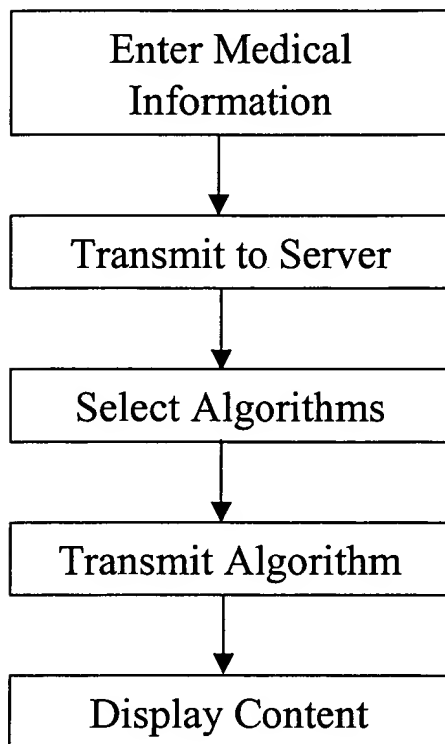 Enter Medical
Information
Transmit to Server
Select Algorithms
Transmit Algorithm
Display Content